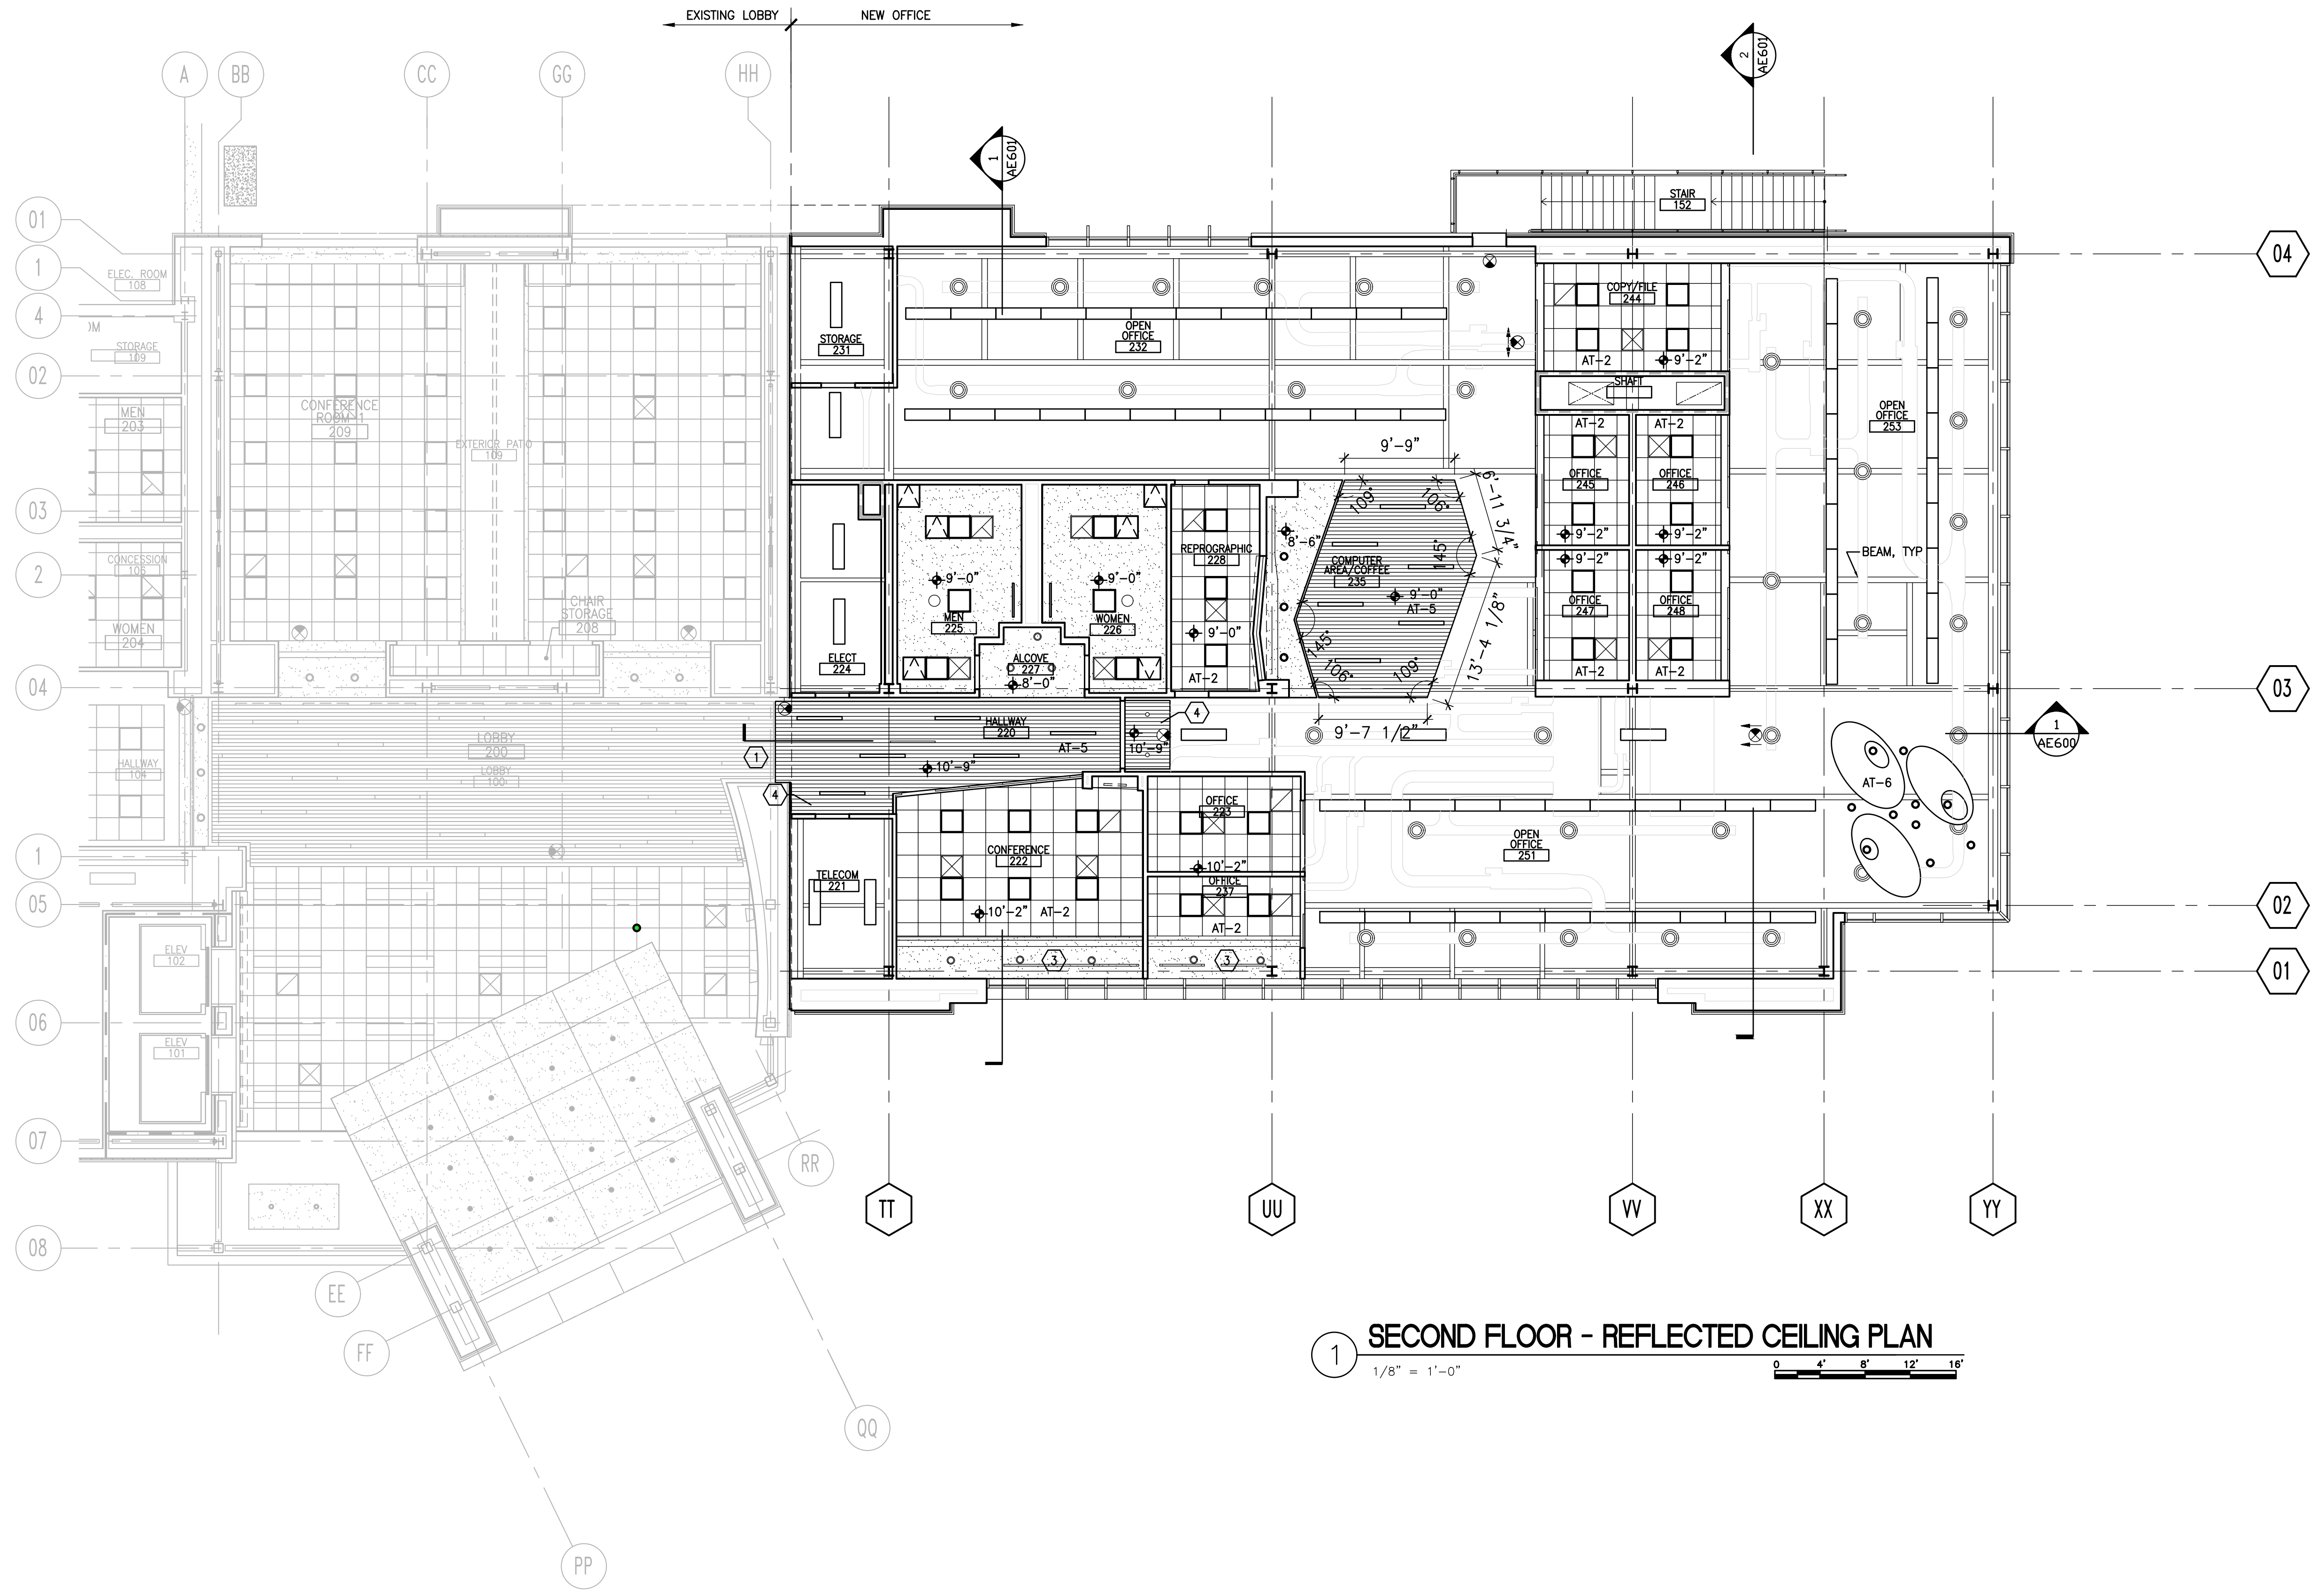 EXISTING LOBBY
NEW OFFICE
A
BB
CC
GG
HH
2
AE601
1
AE601
01
1
4
02
03
2
04
1
05
06
07
08
ELEC. ROOM
108
STORAGE
109
MEN
203
CONCESSION
106
WOMEN
204
HALLWAY
104
CONFERENCE
ROOM 1
209
EXTERIOR PATIO
109
CHAIR
STORAGE
208
LOBBY
200
LOBBY
100
ELEV
102
ELEV
101
STAIR
152
04
STORAGE
231
OPEN
OFFICE
232
COPY/FILE
244
AT-2
9'-2"
SHAFT
AT-2
AT-2
OPEN
OFFICE
253
9'-9"
6'-11 3/4"
109°
106°
145°
OFFICE
245
OFFICE
246
9'-2"
9'-2"
8'-6"
BEAM, TYP
REPROGRAPHIC
228
COMPUTER
AREA/COFFEE
235
9'-0"
AT-5
9'-0"
9'-0"
9'-2"
9'-2"
OFFICE
247
OFFICE
248
MEN
225
WOMEN
226
9'-0"
13'-4 1/8"
145°
106°
109°
ELECT
224
ALCOVE
227
8'-0"
AT-2
AT-2
AT-2
03
HALLWAY
220
AT-5
4
10'-9"
9'-7 1/2"
1
AE600
1
10'-9"
4
AT-6
OFFICE
223
CONFERENCE
222
OPEN
OFFICE
251
10'-2"
TELECOM
221
OFFICE
237
10'-2"
AT-2
AT-2
02
3
3
01
RR
TT
UU
VV
XX
YY
EE
FF
QQ
PP
1
SECOND FLOOR - REFLECTED CEILING PLAN
1/8" = 1'-0"
0 4' 8' 12' 16'